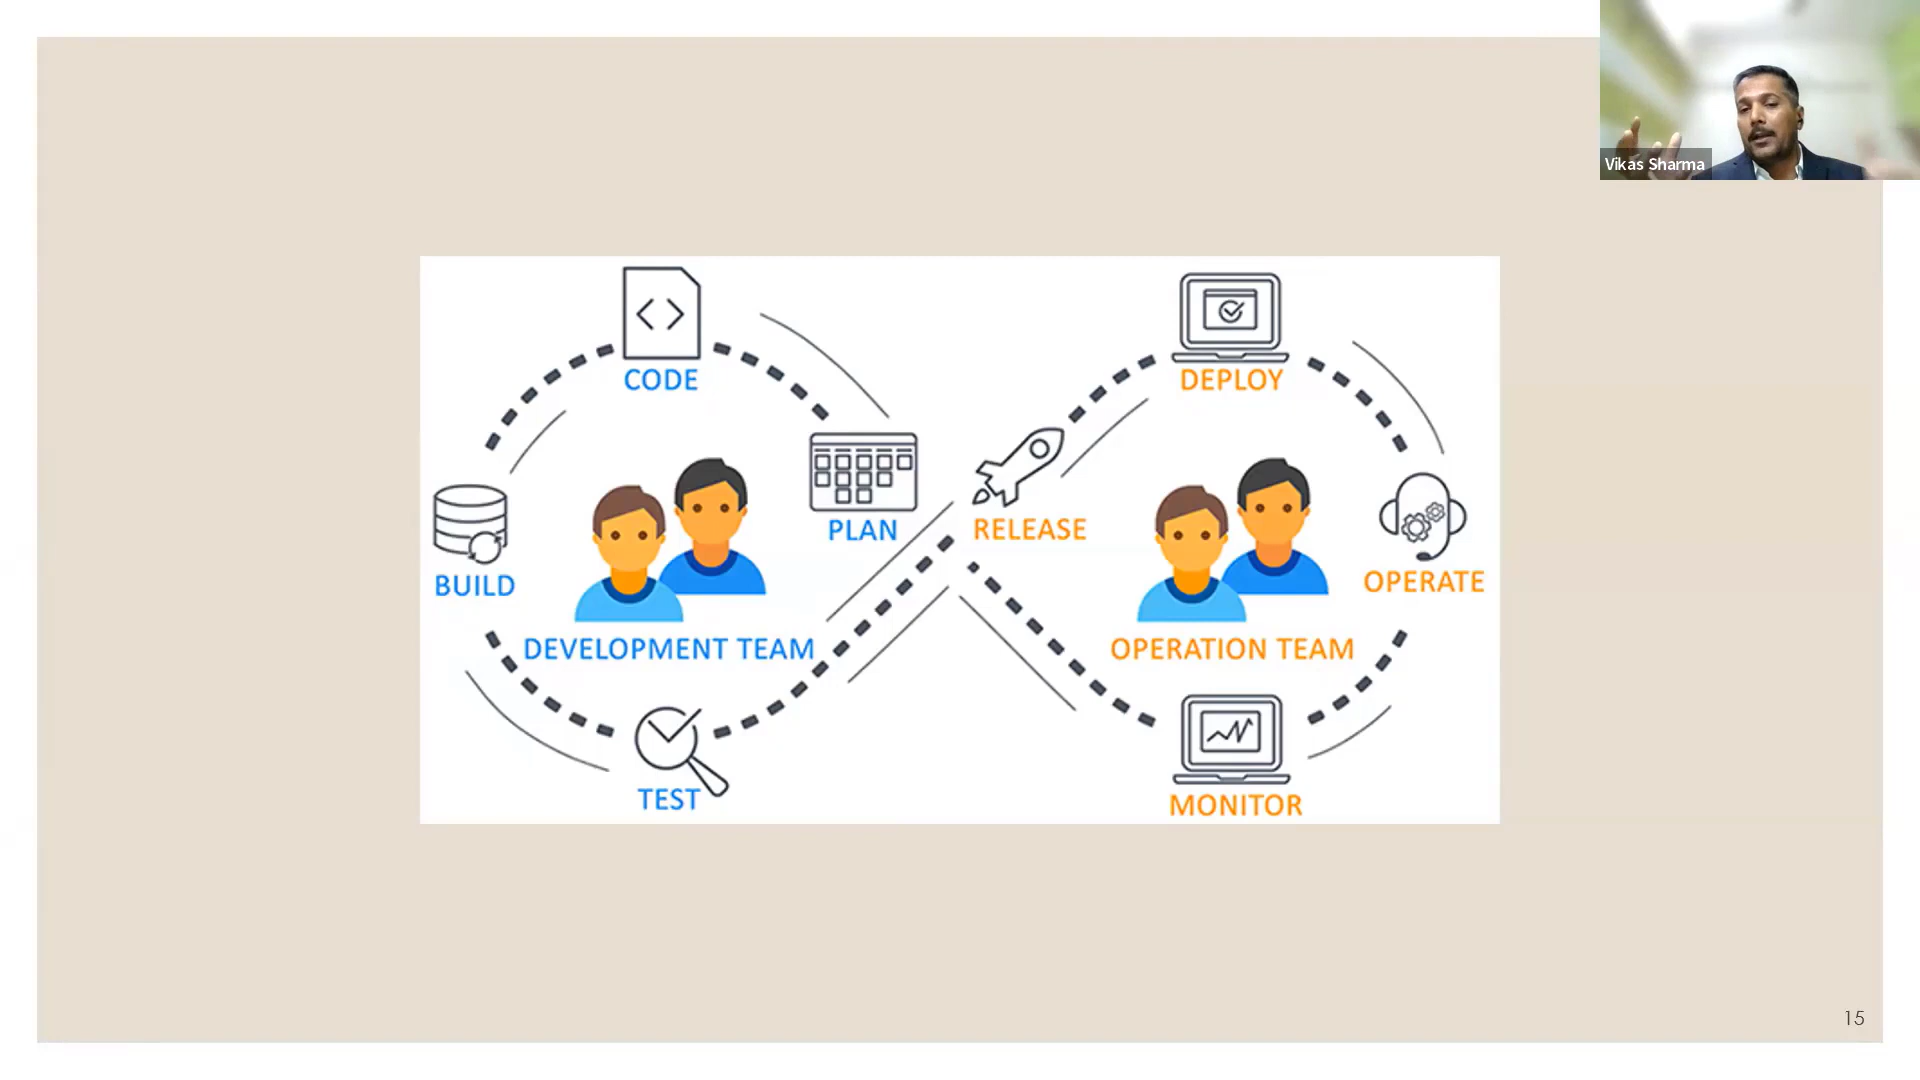 Vikas Sharma
CODE
DEPLOY
PLAN
RELEASE
BUILD
OPERATE
DEVELOPMENT TEAM
OPERATION TEAM
TEST
MONITOR
15